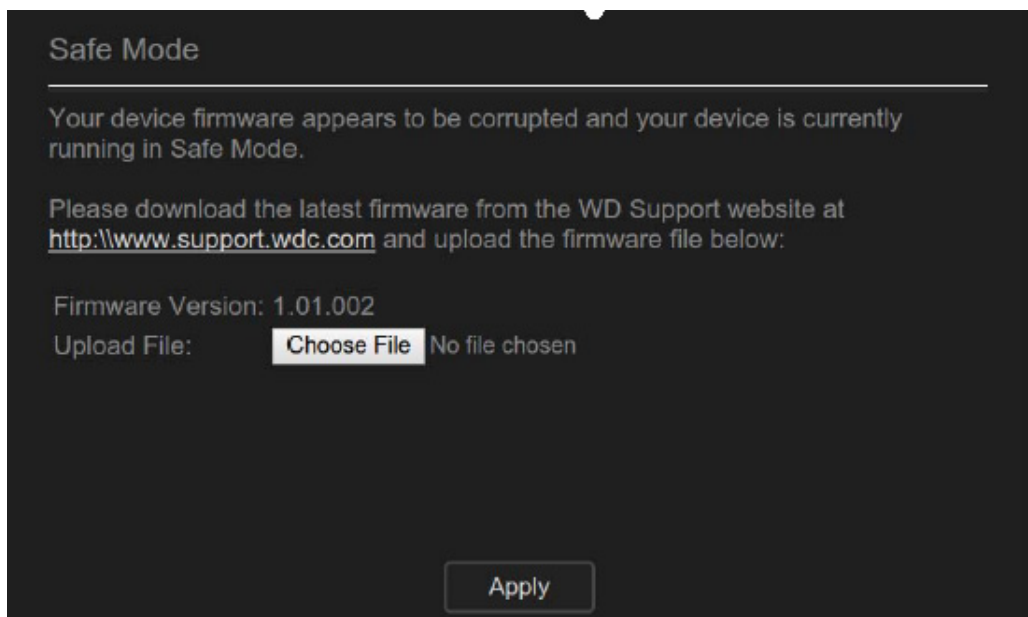 Safe Mode
Your device firmware appears to be corrupted and your device is currently
running in Safe Mode.
Please download the latest firmware from the WD Support website at
http:\\www.support.wdc.com and upload the firmware file below:
Firmware Version: 1.01.002
Upload File: Choose File No file chosen
Apply